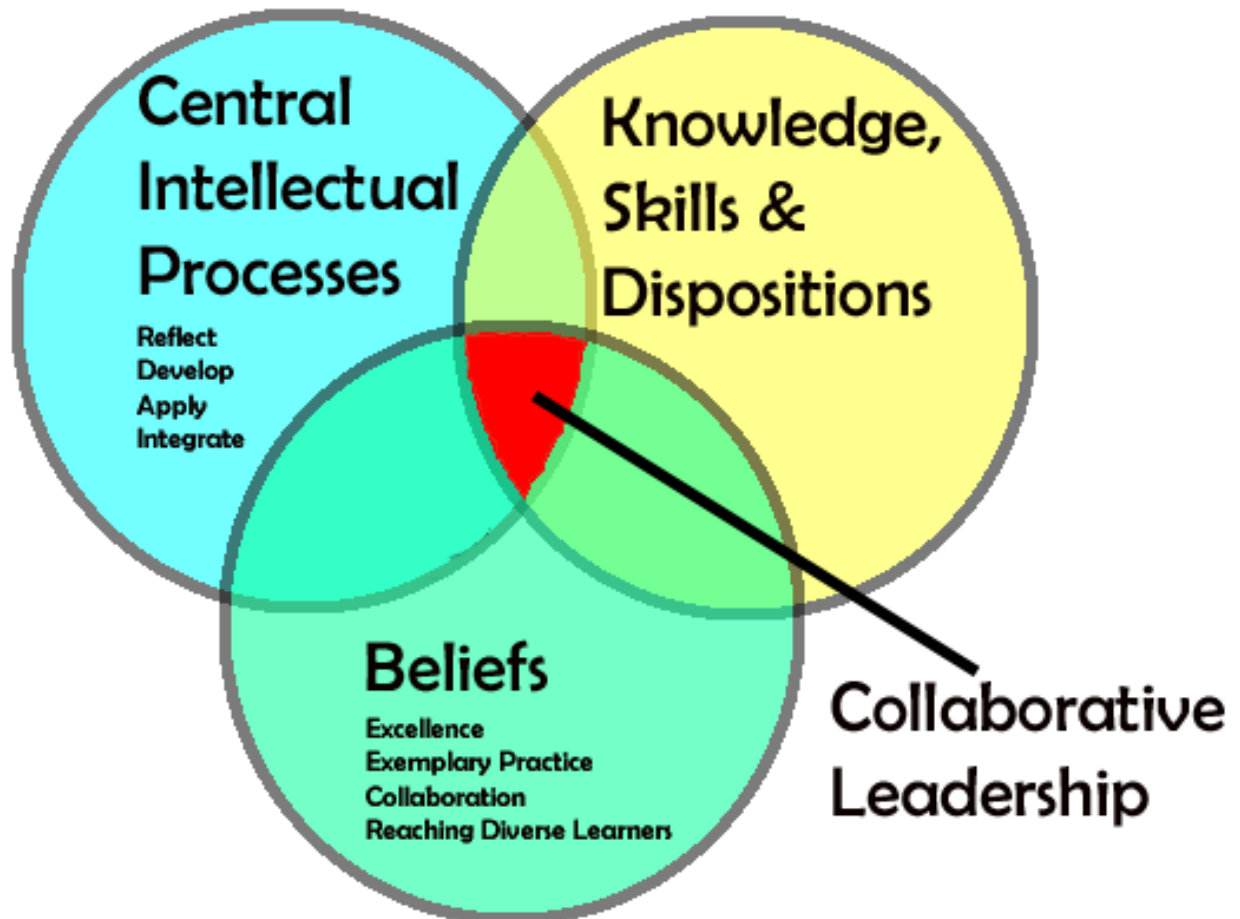 Central
Intellectual
Processes
Reflect
Develop
Apply
Integrate
Knowledge,
Skills &
Dispositions
Beliefs
Excellence
Exemplary Practice
Collaboration
Reaching Diverse Learners
Collaborative
Leadership